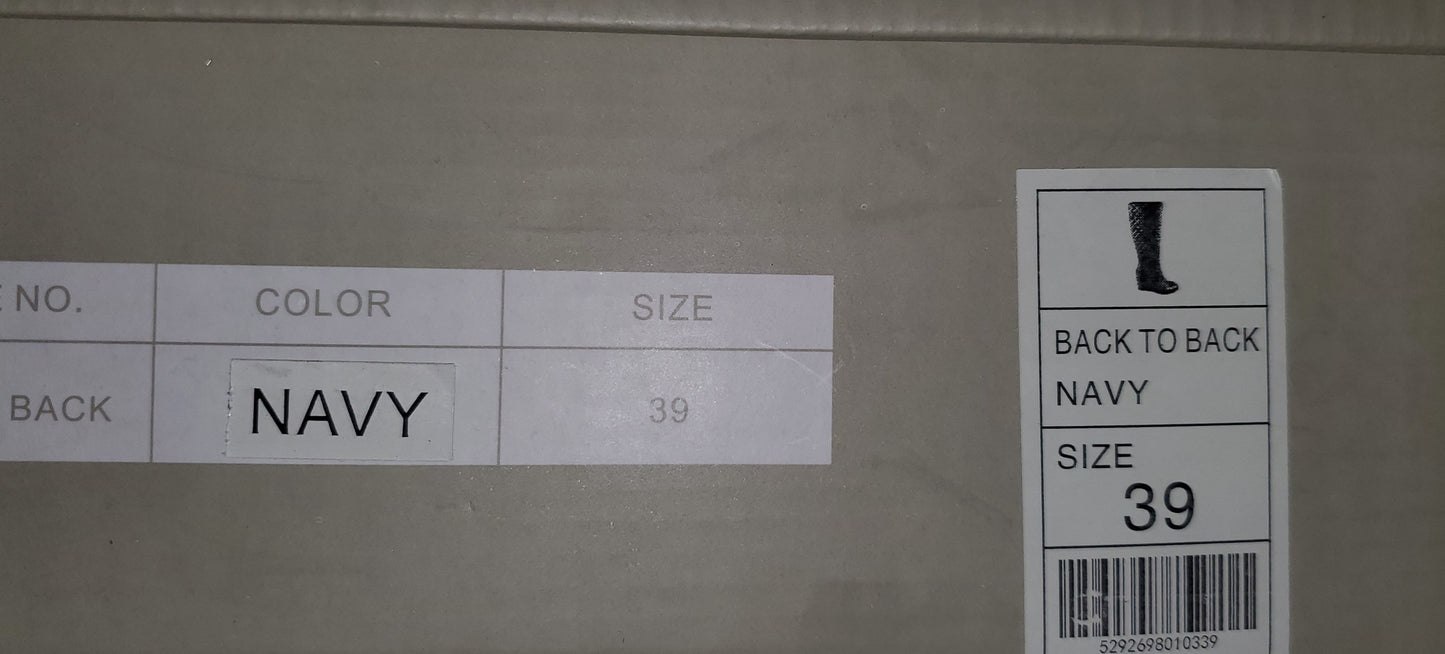 NO. COLOR SIZE
BACK NAVY 39
BACK TO BACK
NAVY
SIZE
39
5292698010339